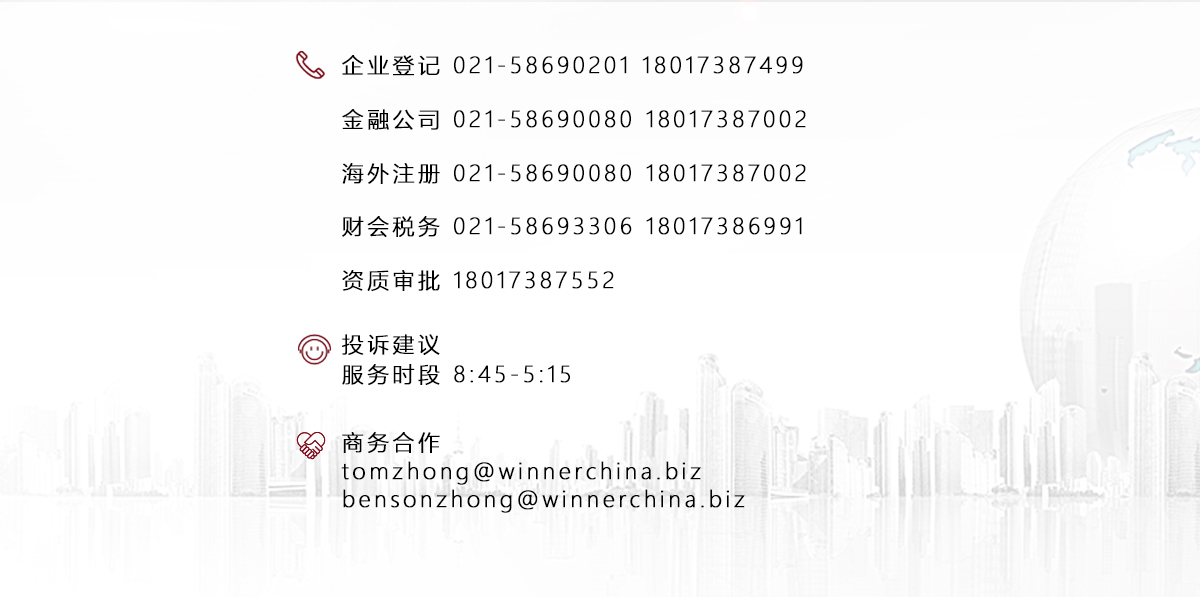 企业登记 021-58690201 18017387499
金融公司 021-58690080 18017387002
海外注册 021-58690080 18017387002
财会税务 021-58693306 18017386991
资质审批 18017387552
投诉建议
服务时段 8:45-5:15
商务合作
tomzhong@winnerchina.biz
bensonzhong@winnerchina.biz